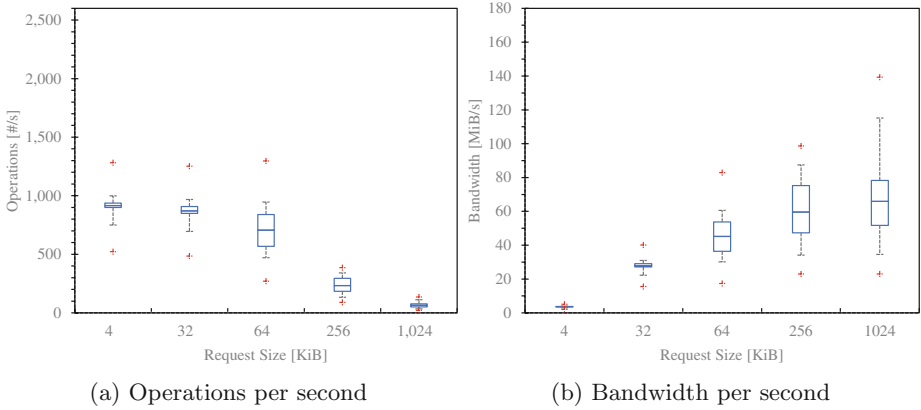 2,500
2,000
1,500
1,000
500
0
Operations [#/s]
4 32 64 256 1,024
Request Size [KiB]
(a) Operations per second
180
160
140
120
100
80
60
40
20
0
Bandwidth [MiB/s]
4 32 64 256 1024
Request Size [KiB]
(b) Bandwidth per second